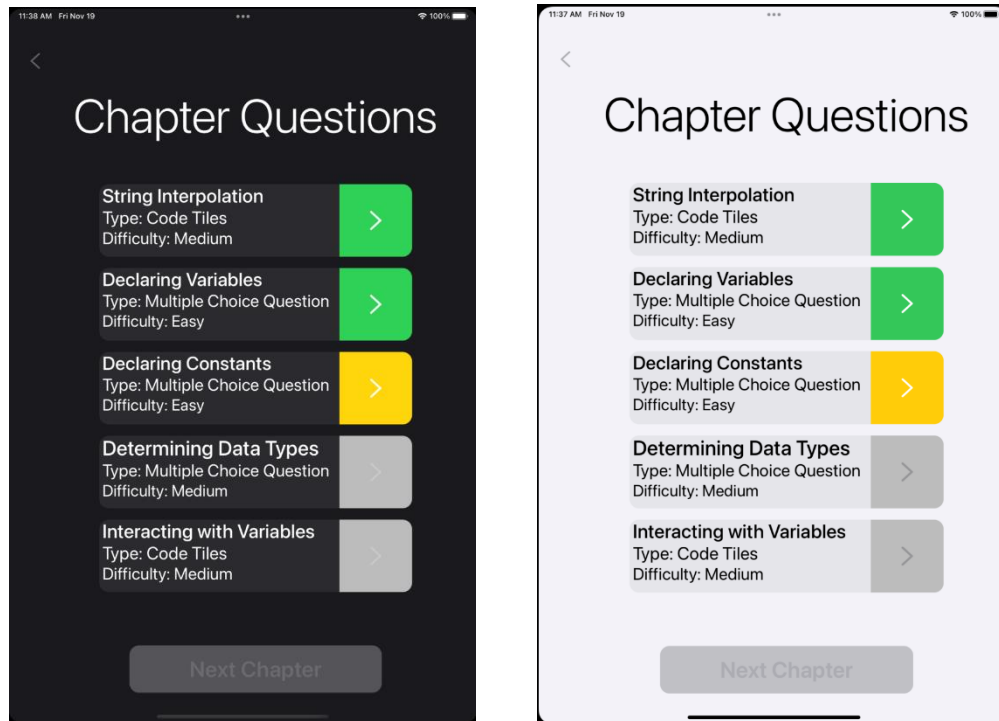 11:38 AM Fri Nov 19
100%
Chapter Questions
String Interpolation
Type: Code Tiles
Difficulty: Medium
Declaring Variables
Type: Multiple Choice Question
Difficulty: Easy
Declaring Constants
Type: Multiple Choice Question
Difficulty: Easy
Determining Data Types
Type: Multiple Choice Question
Difficulty: Medium
Interacting with Variables
Type: Code Tiles
Difficulty: Medium
Next Chapter
11:37 AM Fri Nov 19
100%
Chapter Questions
String Interpolation
Type: Code Tiles
Difficulty: Medium
Declaring Variables
Type: Multiple Choice Question
Difficulty: Easy
Declaring Constants
Type: Multiple Choice Question
Difficulty: Easy
Determining Data Types
Type: Multiple Choice Question
Difficulty: Medium
Interacting with Variables
Type: Code Tiles
Difficulty: Medium
Next Chapter